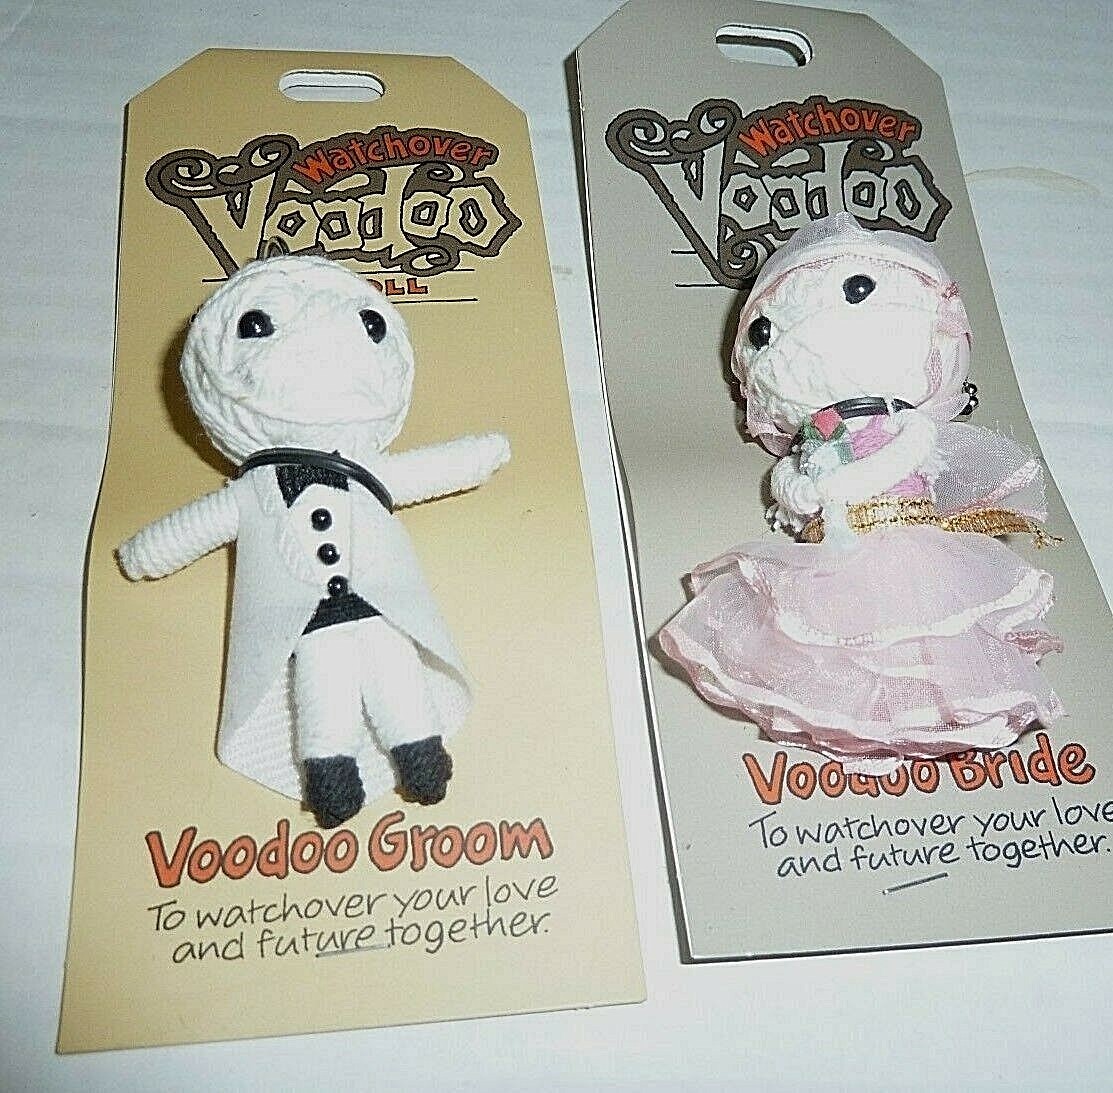 Watchover
Voodoo
Voodoo Groom
To watchover your love
and future together.
Watchover
Voodoo
Voodoo Bride
To watchover your love
and future together.